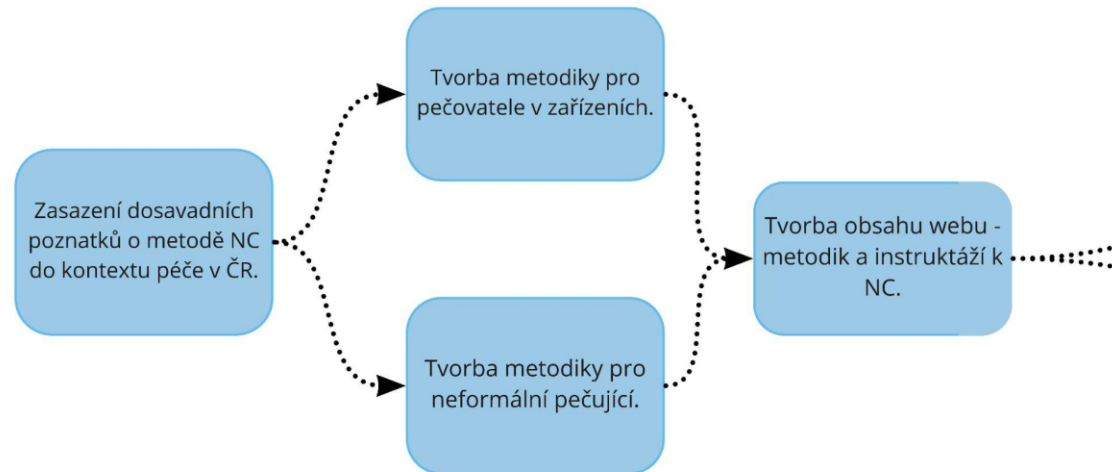 Zasazení dosavadních
poznatků o metodě NC
do kontextu péče v ČR.
Tvorba metodiky pro
pečovatele v zařízeních.
Tvorba metodiky pro
neformální pečující.
Tvorba obsahu webu -
metodik a instruktáží k
NC.